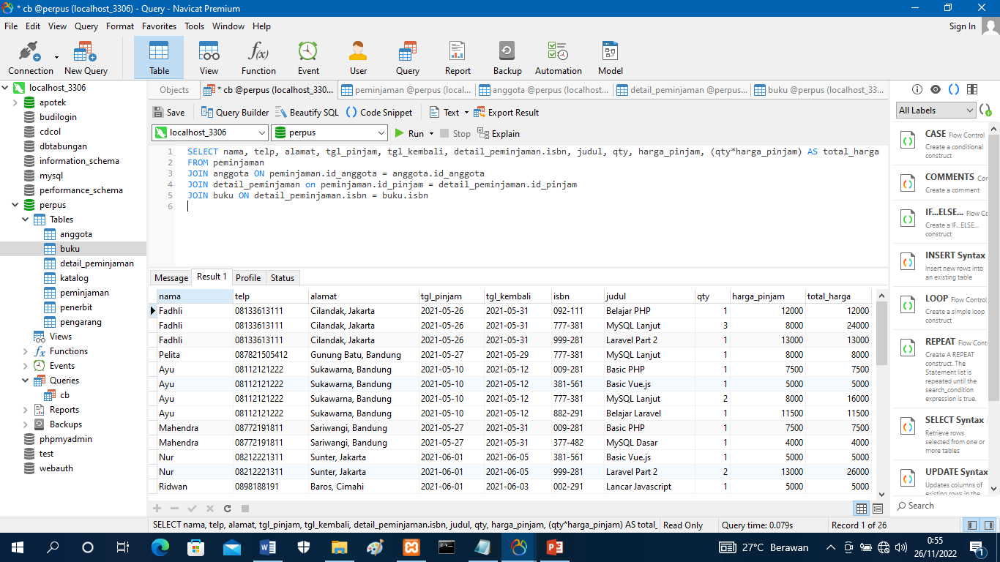 * cb @perpus (localhost_3306) - Query - Navicat Premium
File Edit View Query Format Favorites Tools Window Help
Sign In
Connection New Query Table View Function Event User Query Report Backup Automation Model
localhost_3306
apotek
budilogin
cdcol
dbtabungan
information_schema
mysql
performance_schema
perpus
Tables
anggota
buku
detail_peminjaman
katalog
peminjaman
penerbit
pengarang
Views
Functions
Events
Queries
cb
Reports
Backups
phpmyadmin
test
webauth
Objects * cb @perpus (localhost_330... peminjaman @perpus (local... anggota @perpus (localhost... detail_peminjaman @perpus... buku @perpus (localhost_33...
Save Query Builder Beautify SQL Code Snippet Text Export Result
localhost_3306 perpus Run Stop Explain
1 SELECT nama, telp, alamat, tgl_pinjam, tgl_kembali, detail_peminjaman.isbn, judul, qty, harga_pinjam, (qty*harga_pinjam) AS total_harga
2 FROM peminjaman
3 JOIN anggota ON peminjaman.id_anggota = anggota.id_anggota
4 JOIN detail_peminjaman on peminjaman.id_pinjam = detail_peminjaman.id_pinjam
5 JOIN buku ON detail_peminjaman.isbn = buku.isbn
6
Message Result 1 Profile Status
nama telp alamat tgl_pinjam tgl_kembali isbn judul qty harga_pinjam total_harga
Fadhli 08133613111 Cilandak, Jakarta 2021-05-26 2021-05-31 092-111 Belajar PHP 1 12000 12000
Fadhli 08133613111 Cilandak, Jakarta 2021-05-26 2021-05-31 777-381 MySQL Lanjut 3 8000 24000
Fadhli 08133613111 Cilandak, Jakarta 2021-05-26 2021-05-31 999-281 Laravel Part 2 1 13000 13000
Pelita 087821505412 Gunung Batu, Bandung 2021-05-27 2021-05-29 777-381 MySQL Lanjut 1 8000 8000
Ayu 08112121222 Sukawarna, Bandung 2021-05-10 2021-05-12 009-281 Basic PHP 1 7500 7500
Ayu 08112121222 Sukawarna, Bandung 2021-05-10 2021-05-12 381-561 Basic Vue.js 1 5000 5000
Ayu 08112121222 Sukawarna, Bandung 2021-05-10 2021-05-12 777-381 MySQL Lanjut 2 8000 16000
Ayu 08112121222 Sukawarna, Bandung 2021-05-10 2021-05-12 882-291 Belajar Laravel 1 11500 11500
Mahendra 08772191811 Sariwangi, Bandung 2021-05-27 2021-05-31 009-281 Basic PHP 1 7500 7500
Mahendra 08772191811 Sariwangi, Bandung 2021-05-27 2021-05-31 377-482 MySQL Dasar 1 4000 4000
Nur 08212221311 Sunter, Jakarta 2021-06-01 2021-06-05 381-561 Basic Vue.js 1 5000 5000
Nur 08212221311 Sunter, Jakarta 2021-06-01 2021-06-05 999-281 Laravel Part 2 2 13000 26000
Ridwan 0898188191 Baros, Cimahi 2021-06-01 2021-06-03 002-291 Lancar Javascript 1 5000 5000
SELECT nama, telp, alamat, tgl_pinjam, tgl_kembali, detail_peminjaman.isbn, judul, qty, harga_pinjam, (qty*harga_pinjam) AS total_ Read Only Query time: 0.079s Record 1 of 26
All Labels
CASE Flow Control
Create a conditional
construct
COMMENTS Cor
Create a comment
IF...ELSE... Flow Cc
Create a IF...ELSE...
construct
INSERT Syntax
Insert new rows into
an existing table
LOOP Flow Control
Create a simple loop
construct
REPEAT Flow Cont
Create A REPEAT
construct. The
Statement list is
repeated until the
search_condition
expression is true.
SELECT Syntax
Retrieve rows
selected from one or
more tables
UPDATE Syntax
Updates columns of
existing rows in the
Search
27°C Berawan
0:55
26/11/2022
1